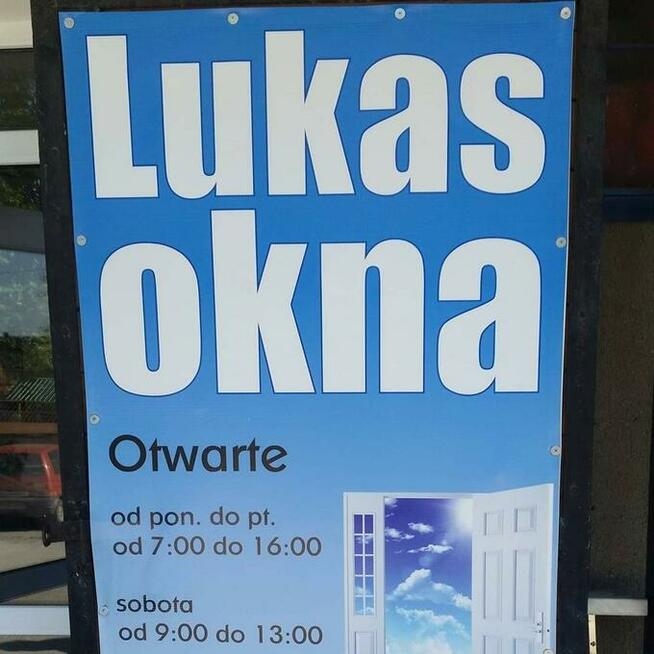 Lukas
okna
Otwarte
od pon. do pt.
od 7:00 do 16:00
sobota
od 9:00 do 13:00